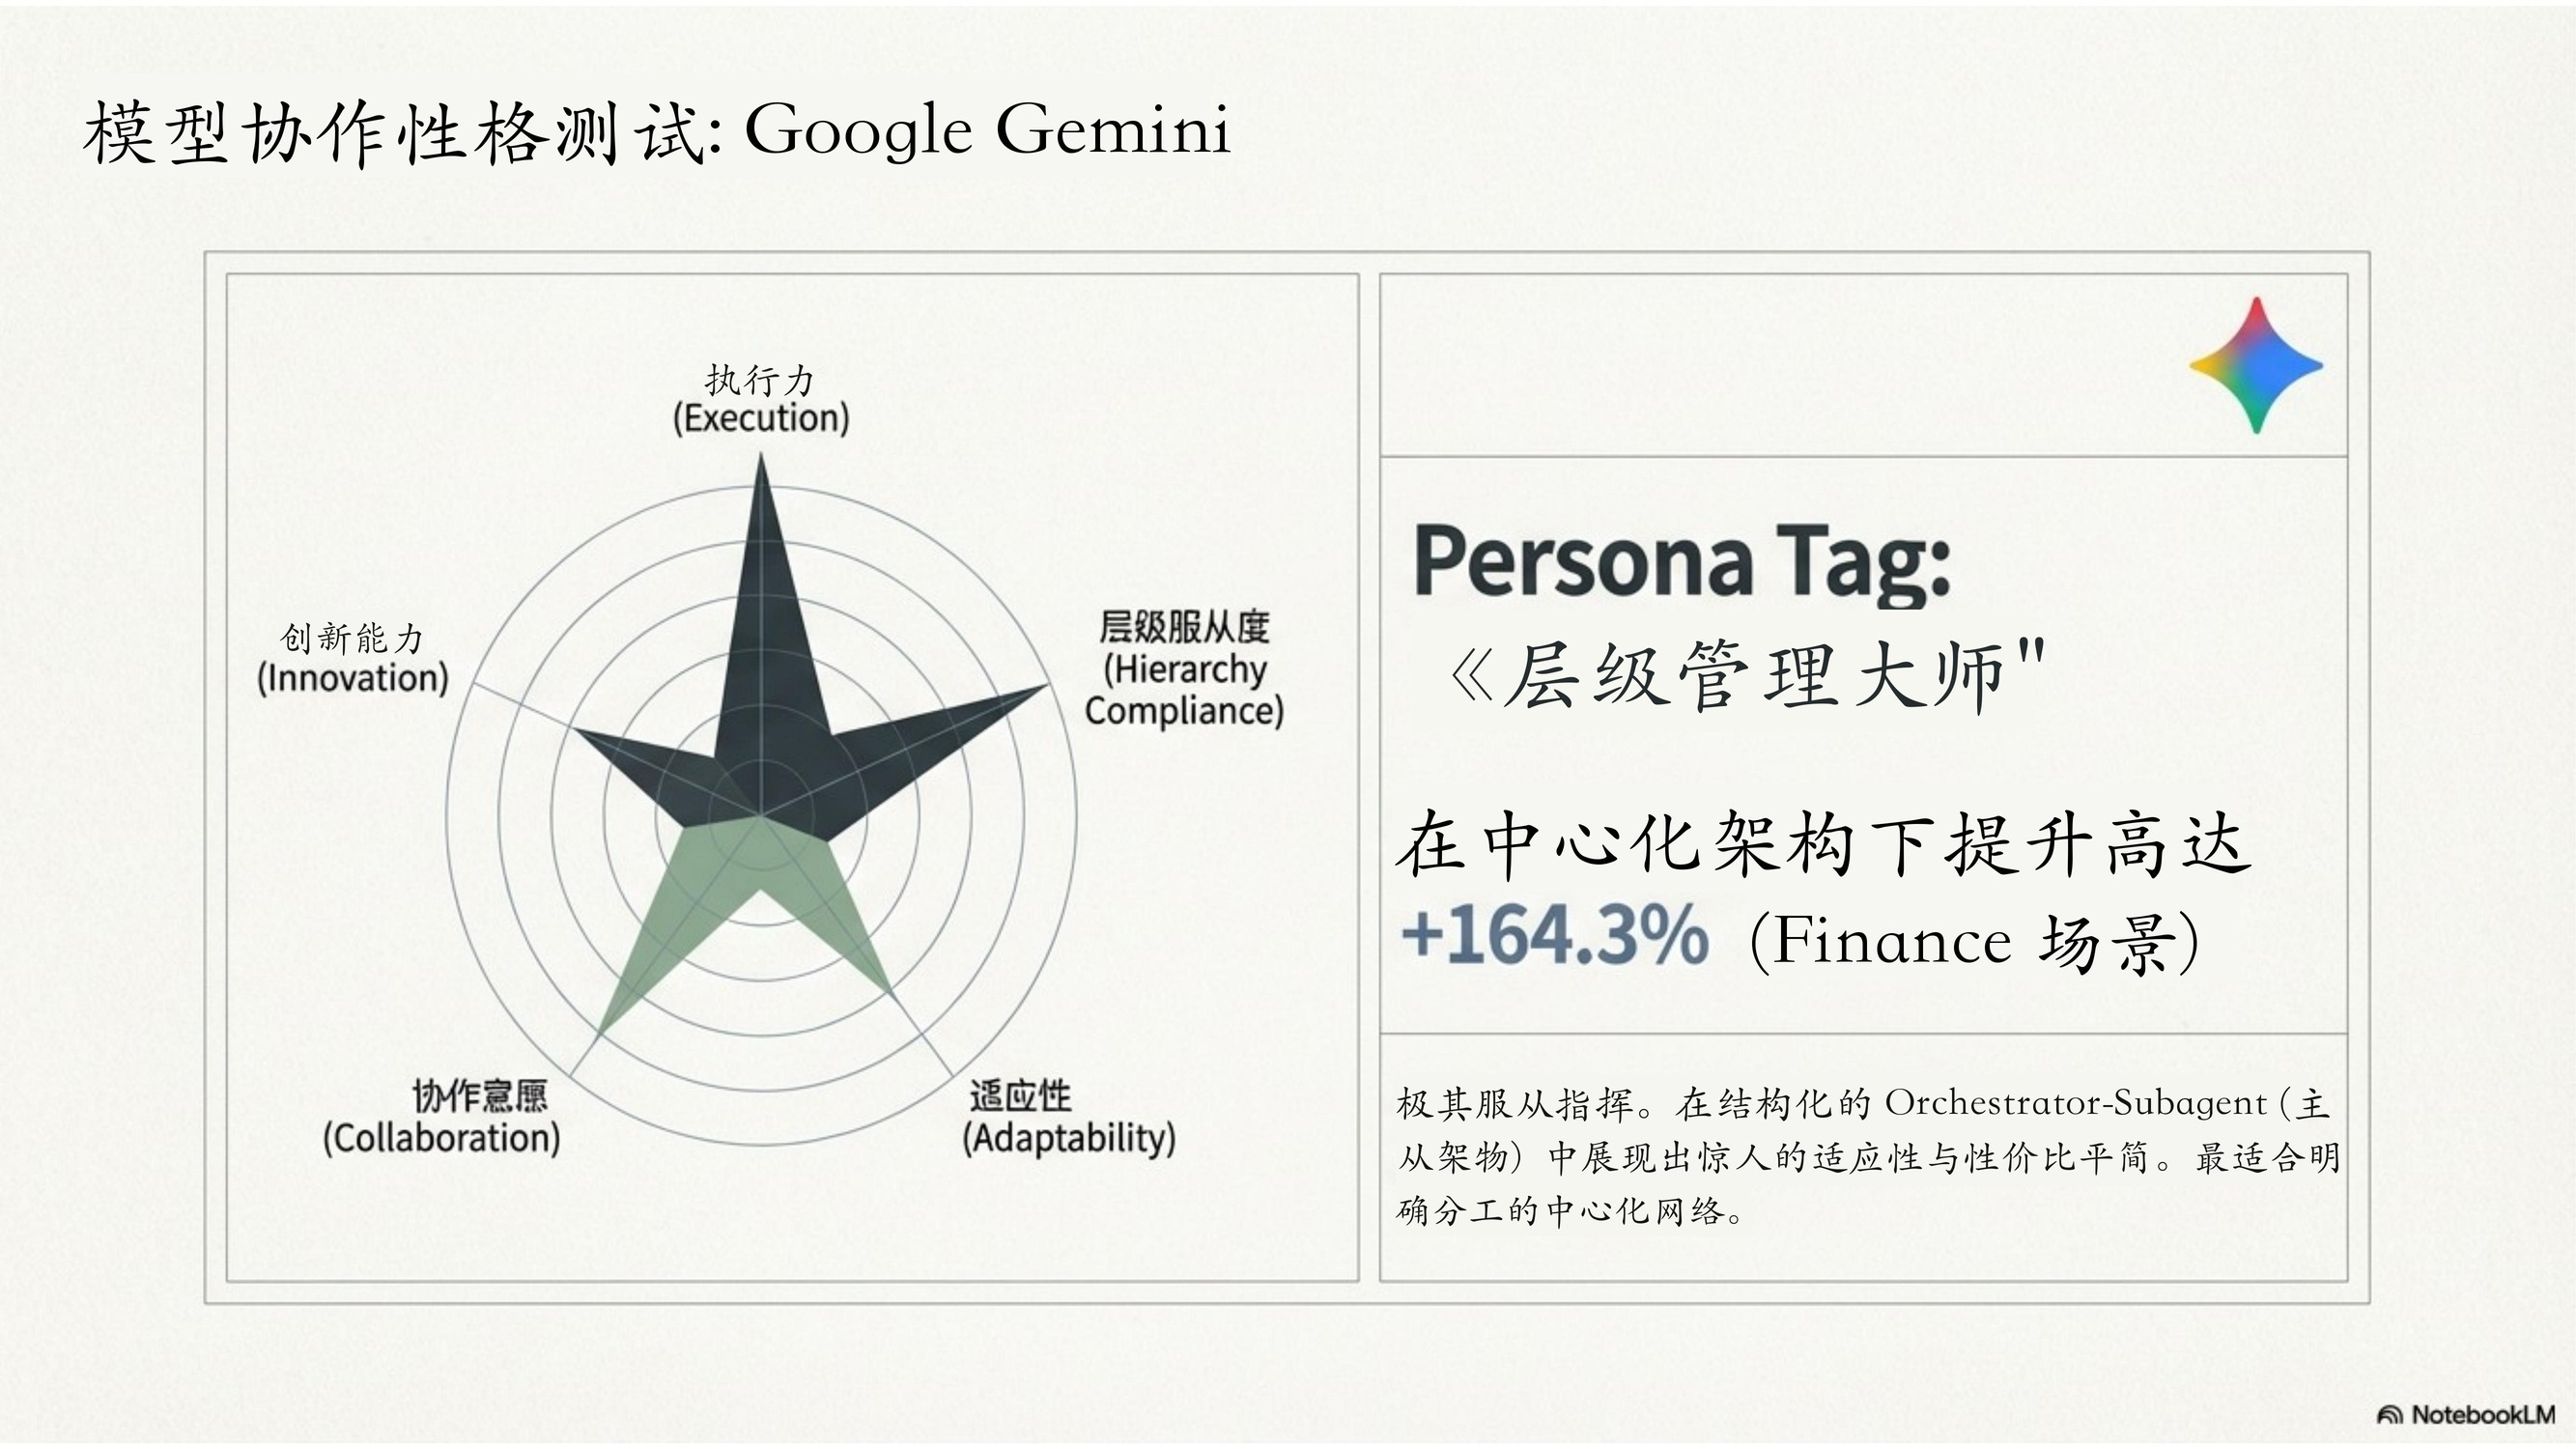 模型协作性格测试: Google Gemini
执行力
(Execution)
层级服从度
(Hierarchy
Compliance)
创新能力
(Innovation)
协作意愿
(Collaboration)
适应性
(Adaptability)
Persona Tag:
《层级管理大师"
在中心化架构下提升高达
+164.3% (Finance 场景)
极其服从指挥。在结构化的 Orchestrator-Subagent (主
从架物) 中展现出惊人的适应性与性价比平简。最适合明
确分工的中心化网络。
NotebookLM